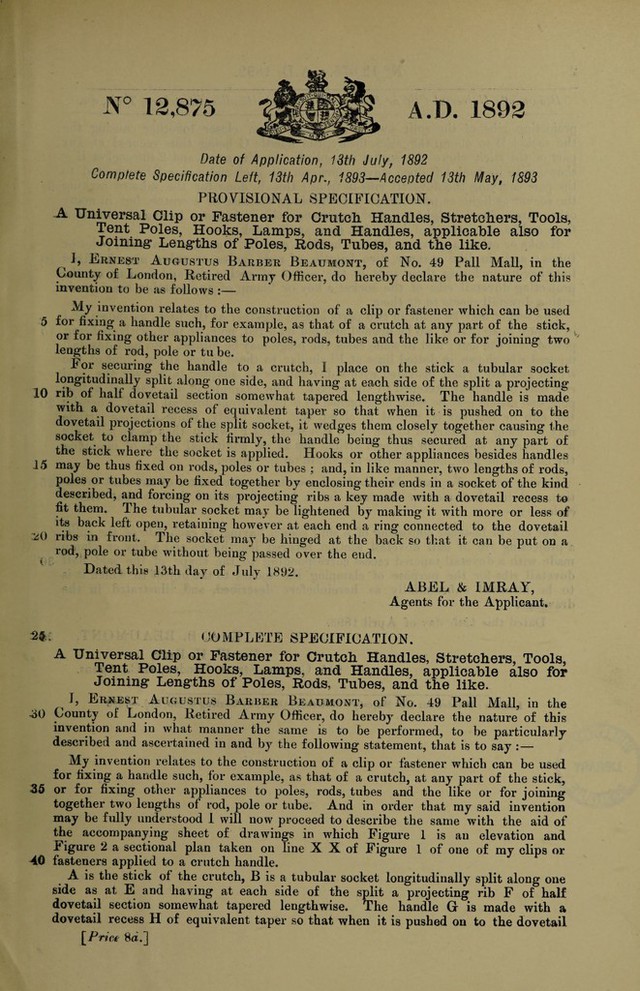 N° 12,875 A.D. 1892
Date of Application, 13th July, 1892
Complete Specification Left, 13th Apr., 1893—Accepted 13th May, 1893
PROVISIONAL SPECIFICATION.
A Universal Clip or Fastener for Crutch Handles, Stretchers, Tools,
Tent Poles, Hooks, Lamps, and Handles, applicable also for
Joining Lengths of Poles, Rods, Tubes, and the like.
I, ERNEST AUGUSTUS BARBER BEAUMONT, of No. 49 Pall Mall, in the
County of London, Retired Army Officer, do hereby declare the nature of this
invention to be as follows :—
My invention relates to the construction of a clip or fastener which can be used
5 for fixing a handle such, for example, as that of a crutch at any part of the stick,
or for fixing other appliances to poles, rods, tubes and the like or for joining two
lengths of rod, pole or tube.
For securing the handle to a crutch, I place on the stick a tubular socket
longitudinally split along one side, and having at each side of the split a projecting
10 rib of half dovetail section somewhat tapered lengthwise. The handle is made
with a dovetail recess of equivalent taper so that when it is pushed on to the
dovetail projections of the split socket, it wedges them closely together causing the
socket to clamp the stick firmly, the handle being thus secured at any part of
the stick where the socket is applied. Hooks or other appliances besides handles
15 may be thus fixed on rods, poles or tubes ; and, in like manner, two lengths of rods,
poles or tubes may be fixed together by enclosing their ends in a socket of the kind
described, and forcing on its projecting ribs a key made with a dovetail recess to
fit them. The tubular socket may be lightened by making it with more or less of
its back left open, retaining however at each end a ring connected to the dovetail
20 ribs in front. The socket may be hinged at the back so that it can be put on a
rod, pole or tube without being passed over the end.
Dated this 13th day of July 1892.
ABEL & IMRAY,
Agents for the Applicant.
25 COMPLETE SPECIFICATION.
A Universal Clip or Fastener for Crutch Handles, Stretchers, Tools,
Tent Poles, Hooks, Lamps, and Handles, applicable also for
Joining Lengths of Poles, Rods, Tubes, and the like.
I, ERNEST AUGUSTUS BARBER BEAUMONT, of No. 49 Pall Mall, in the
30 County of London, Retired Army Officer, do hereby declare the nature of this
invention and in what manner the same is to be performed, to be particularly
described and ascertained in and by the following statement, that is to say :—
My invention relates to the construction of a clip or fastener which can be used
for fixing a handle such, for example, as that of a crutch, at any part of the stick,
35 or for fixing other appliances to poles, rods, tubes and the like or for joining
together two lengths of rod, pole or tube. And in order that my said invention
may be fully understood I will now proceed to describe the same with the aid of
the accompanying sheet of drawings in which Figure 1 is an elevation and
Figure 2 a sectional plan taken on line X X of Figure 1 of one of my clips or
40 fasteners applied to a crutch handle.
A is the stick of the crutch, B is a tubular socket longitudinally split along one
side as at E and having at each side of the split a projecting rib F of half
dovetail section somewhat tapered lengthwise. The handle G is made with a
dovetail recess H of equivalent taper so that when it is pushed on to the dovetail
[Price 8d.]